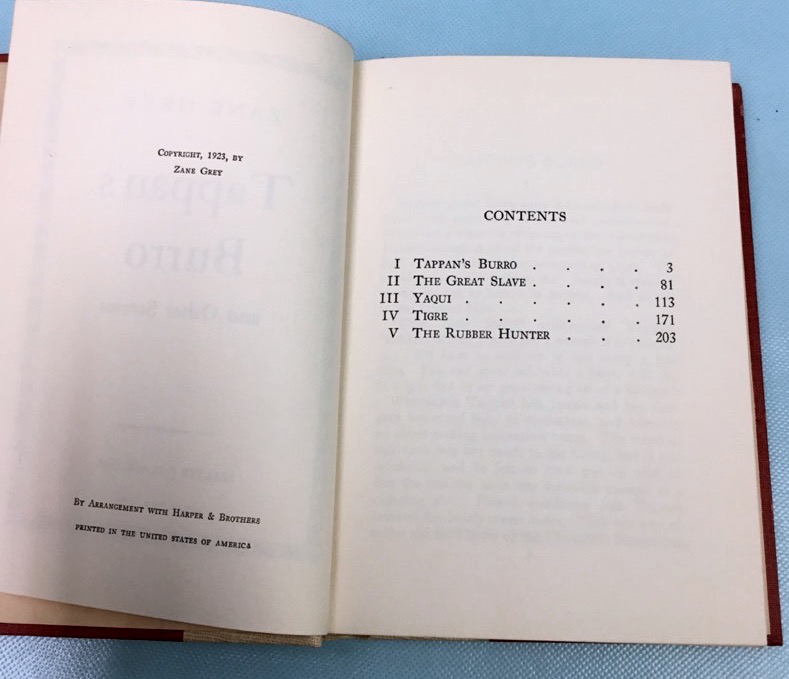 COPYRIGHT, 1923, BY
ZANE GREY
BY ARRANGEMENT WITH HARPER & BROTHERS
PRINTED IN THE UNITED STATES OF AMERICA
CONTENTS
I TAPPAN'S BURRO . . . . 3
II THE GREAT SLAVE . . . . 81
III YAQUI . . . . . . 113
IV TIGRE . . . . . . 171
V THE RUBBER HUNTER . . . 203